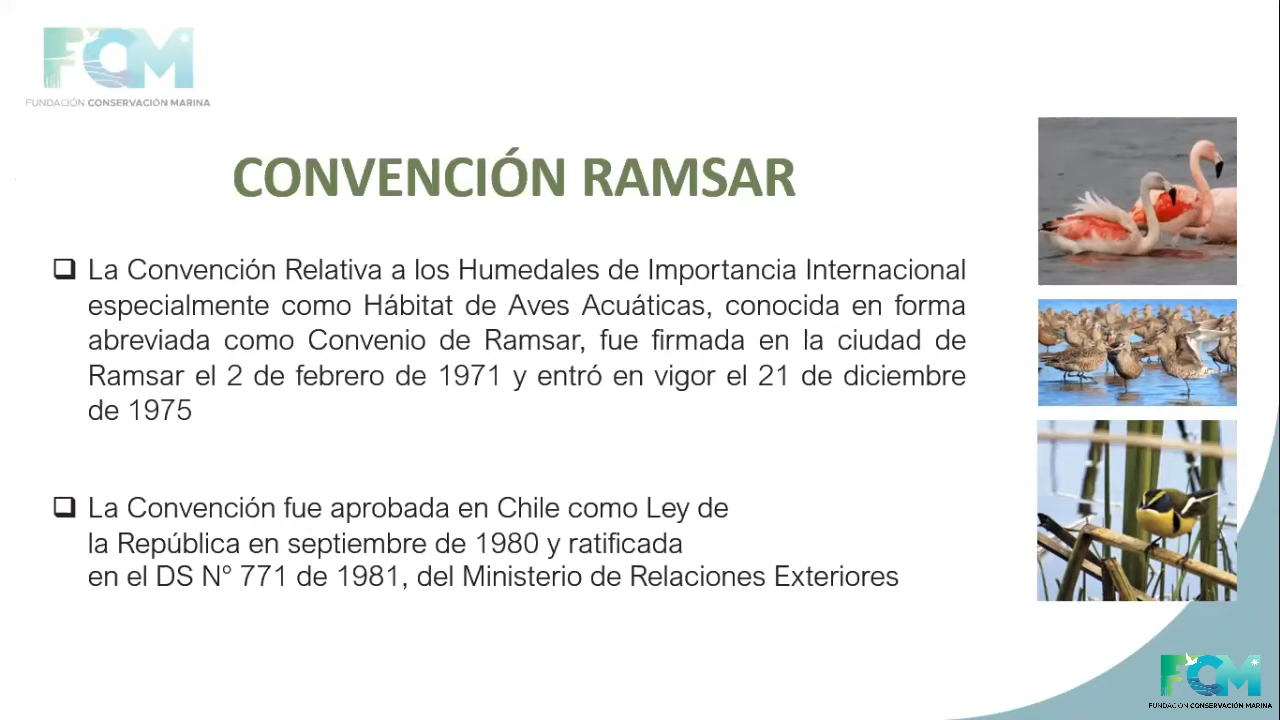 FCM
FUNDACIÓN CONSERVACIÓN MARINA
CONVENCIÓN RAMSAR
La Convención Relativa a los Humedales de Importancia Internacional
especialmente como Hábitat de Aves Acuáticas, conocida en forma
abreviada como Convenio de Ramsar, fue firmada en la ciudad de
Ramsar el 2 de febrero de 1971 y entró en vigor el 21 de diciembre
de 1975
La Convención fue aprobada en Chile como Ley de
la República en septiembre de 1980 y ratificada
en el DS N° 771 de 1981, del Ministerio de Relaciones Exteriores
FCM
FUNDACIÓN CONSERVACIÓN MARINA